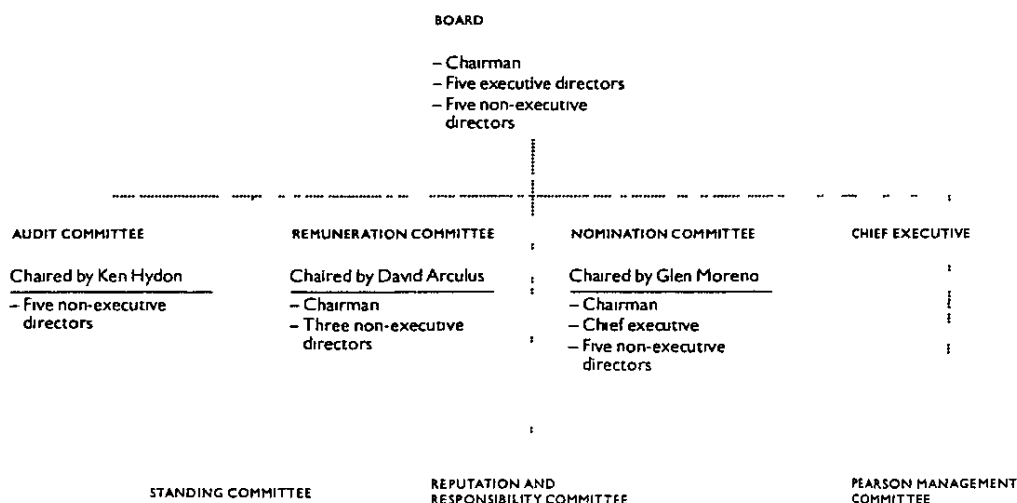 BOARD
– Chairman
– Five executive directors
– Five non-executive
directors
AUDIT COMMITTEE
Chaired by Ken Hydon
– Five non-executive
directors
REMUNERATION COMMITTEE
Chaired by David Arculus
– Chairman
– Three non-executive
directors
NOMINATION COMMITTEE
Chaired by Glen Moreno
– Chairman
– Chief executive
– Five non-executive
directors
CHIEF EXECUTIVE
STANDING COMMITTEE
REPUTATION AND
RESPONSIBILITY COMMITTEE
PEARSON MANAGEMENT
COMMITTEE